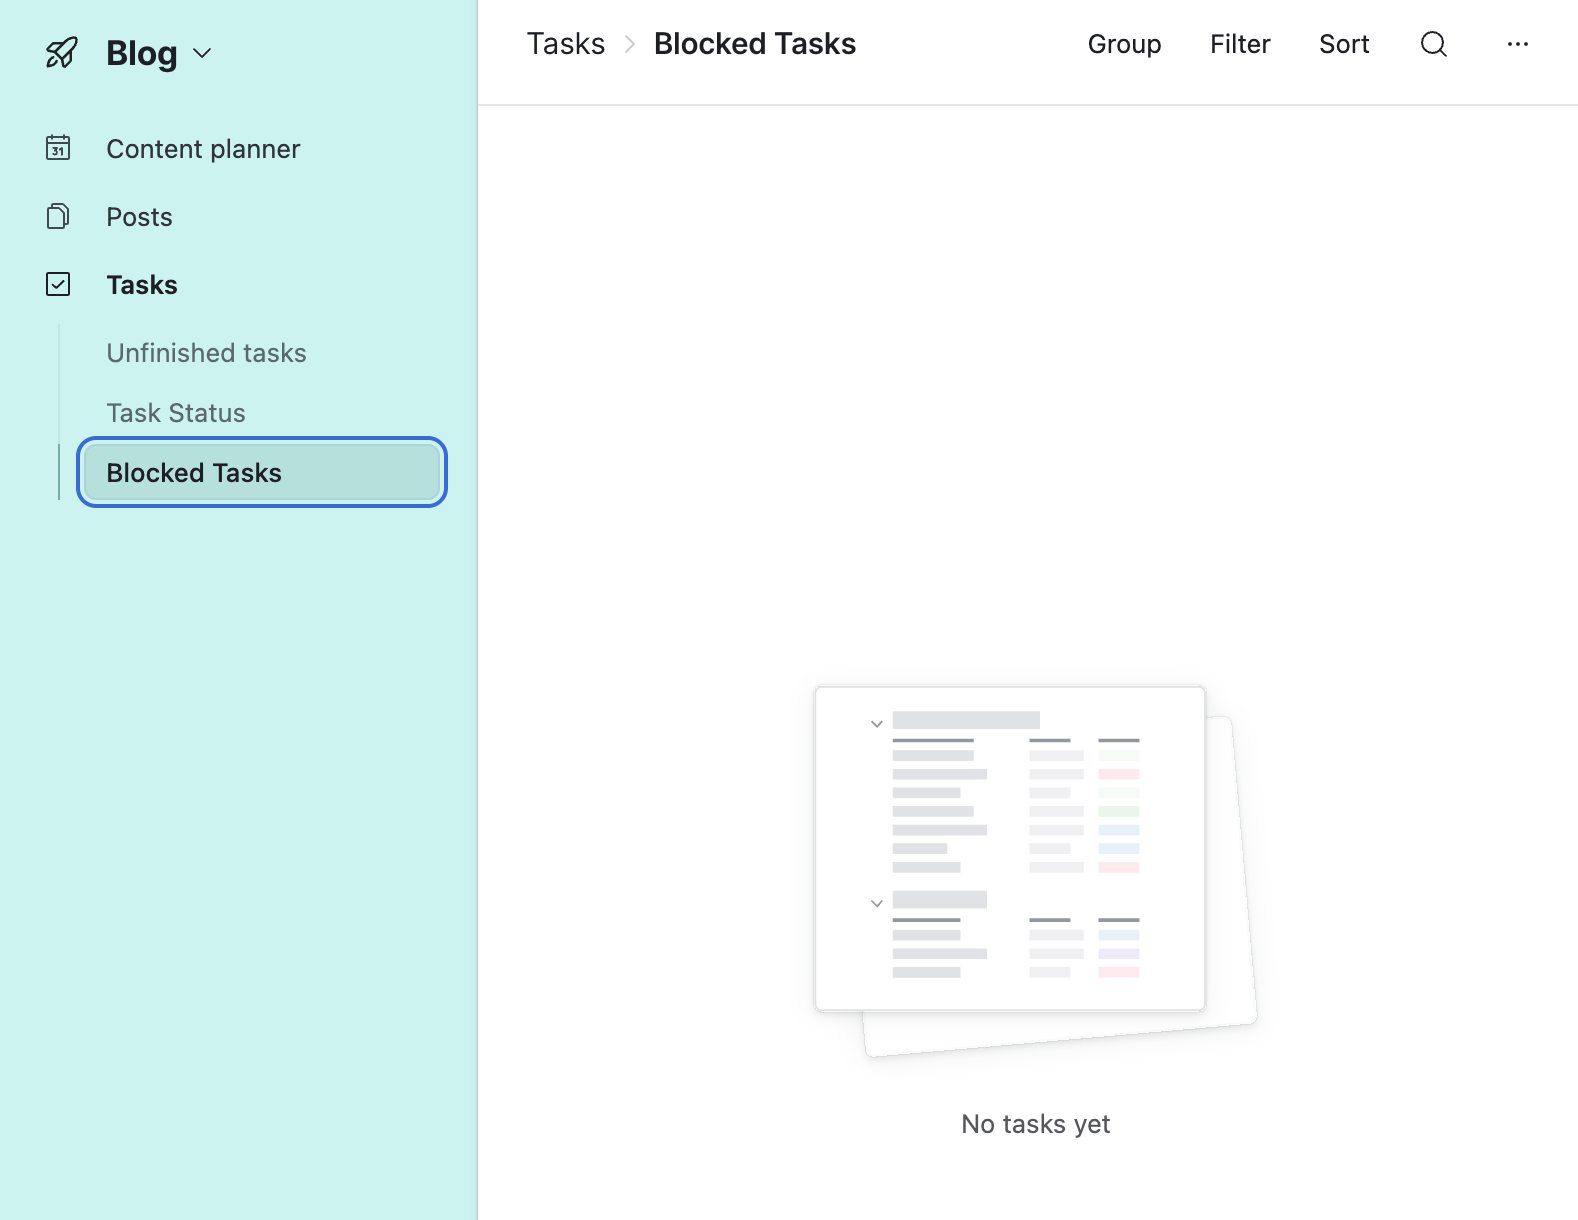 Blog
31
Content planner
Posts
Tasks
Unfinished tasks
Task Status
Blocked Tasks
Tasks > Blocked Tasks
Group
Filter
Sort
No tasks yet